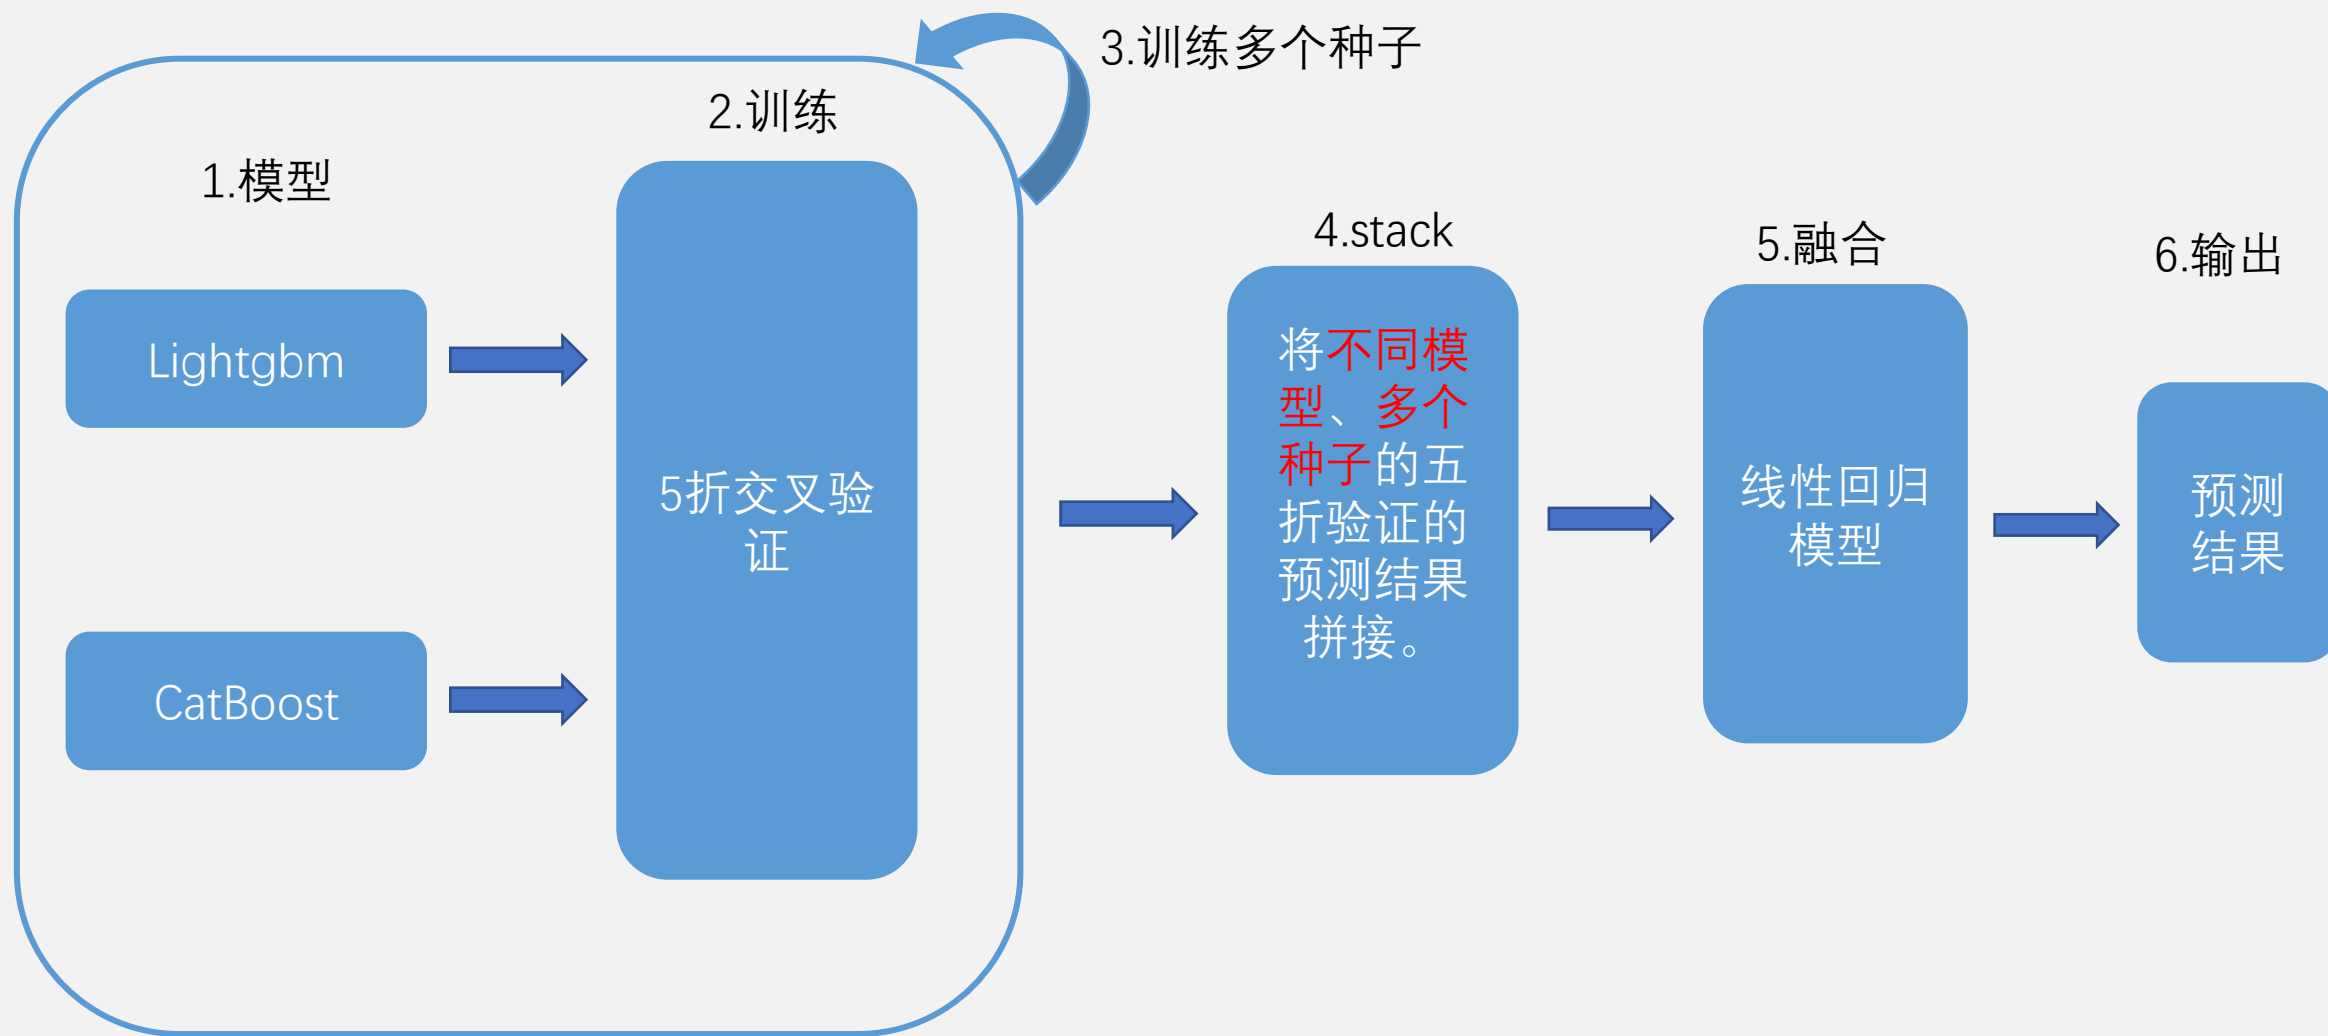 1.模型
Lightgbm
CatBoost
2.训练
5折交叉验
证
3.训练多个种子
4.stack
将不同模
型、多个
种子的五
折验证的
预测结果
拼接。
5.融合
线性回归
模型
6.输出
预测
结果